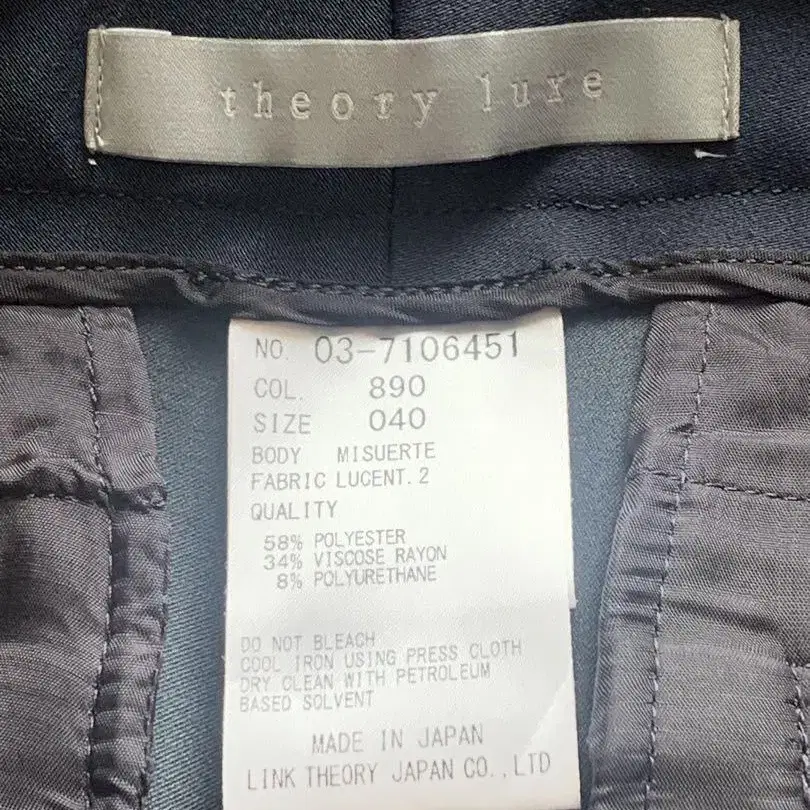 theory luxe
NO. 03-7106451
COL. 890
SIZE 040
BODY MISUERTE
FABRIC LUCENT.2
QUALITY
58% POLYESTER
34% VISCOSE RAYON
8% POLYURETHANE
DO NOT BLEACH
COOL IRON USING PRESS CLOTH
DRY CLEAN WITH PETROLEUM
BASED SOLVENT
MADE IN JAPAN
LINK THEORY JAPAN CO.,LTD